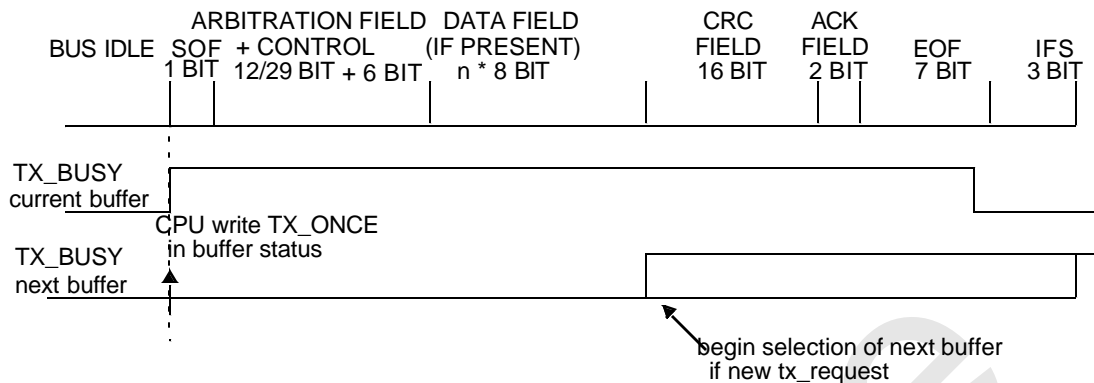 ARBITRATION FIELD DATA FIELD CRC ACK
BUS IDLE SOF + CONTROL (IF PRESENT) FIELD FIELD EOF IFS
1 BIT 12/29 BIT + 6 BIT n * 8 BIT 16 BIT 2 BIT 7 BIT 3 BIT
TX_BUSY
current buffer
CPU write TX_ONCE
in buffer status
TX_BUSY
next buffer
begin selection of next buffer
if new tx_request